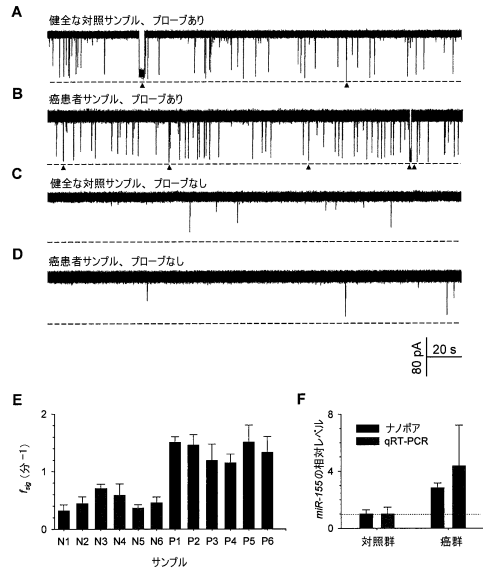 A
健全な対照サンプル、プローブあり
B
癌患者サンプル、プローブあり
C
健全な対照サンプル、プローブなし
D
癌患者サンプル、プローブなし
80 pA
20 s
E
fsig (分−1)
2
1
0
N1 N2 N3 N4 N5 N6 P1 P2 P3 P4 P5 P6
サンプル
F
miR-155の相対レベル
8
4
0
ナノポア
qRT-PCR
対照群 癌群